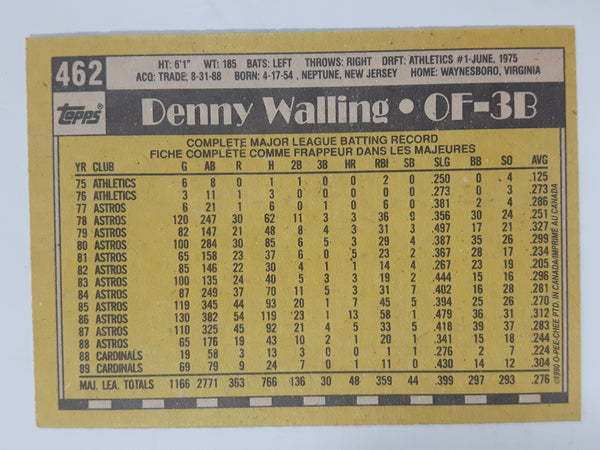 462
HT: 6'1" WT: 185 BATS: LEFT THROWS: RIGHT DRFT: ATHLETICS #1-JUNE, 1975
ACQ: TRADE, 8-31-88 BORN: 4-17-54, NEPTUNE, NEW JERSEY HOME: WAYNESBORO, VIRGINIA
topps®
Denny Walling • OF-3B
COMPLETE MAJOR LEAGUE BATTING RECORD
FICHE COMPLÈTE COMME FRAPPEUR DANS LES MAJEURES
YR CLUB G AB R H 2B 3B HR RBI SB SLG BB SO AVG
75 ATHLETICS 6 8 0 1 1 0 0 2 0 .250 0 4 .125
76 ATHLETICS 3 11 1 3 0 0 0 0 0 .273 0 3 .273
77 ASTROS 6 21 1 6 0 1 0 6 0 .381 2 4 .286
78 ASTROS 120 247 30 62 11 3 3 36 9 .356 30 24 .251
79 ASTROS 82 147 21 48 8 4 3 31 3 .497 17 21 .327
80 ASTROS 100 284 30 85 6 5 3 29 4 .387 35 26 .299
81 ASTROS 65 158 23 37 6 0 5 23 2 .367 28 17 .234
82 ASTROS 85 146 22 30 4 1 1 14 4 .267 23 19 .205
83 ASTROS 100 135 24 40 5 3 3 19 2 .444 15 16 .296
84 ASTROS 87 249 37 70 11 5 3 31 7 .402 16 28 .281
85 ASTROS 119 345 44 93 20 1 7 45 5 .394 25 26 .270
86 ASTROS 130 382 54 119 23 1 13 58 1 .479 36 31 .312
87 ASTROS 110 325 45 92 21 4 5 33 5 .418 39 37 .283
88 ASTROS 65 176 19 43 10 2 1 20 1 .341 15 18 .244
88 CARDINALS 19 58 3 13 3 0 0 1 1 .276 2 7 .224
89 CARDINALS 69 79 9 24 7 0 1 11 0 .430 14 12 .304
MAJ. LEA. TOTALS 1166 2771 363 766 136 30 48 359 44 .399 297 293 .276
©1990 O-PEE-CHEE PTD. IN CANADA/IMPRIMÉ AU CANADA